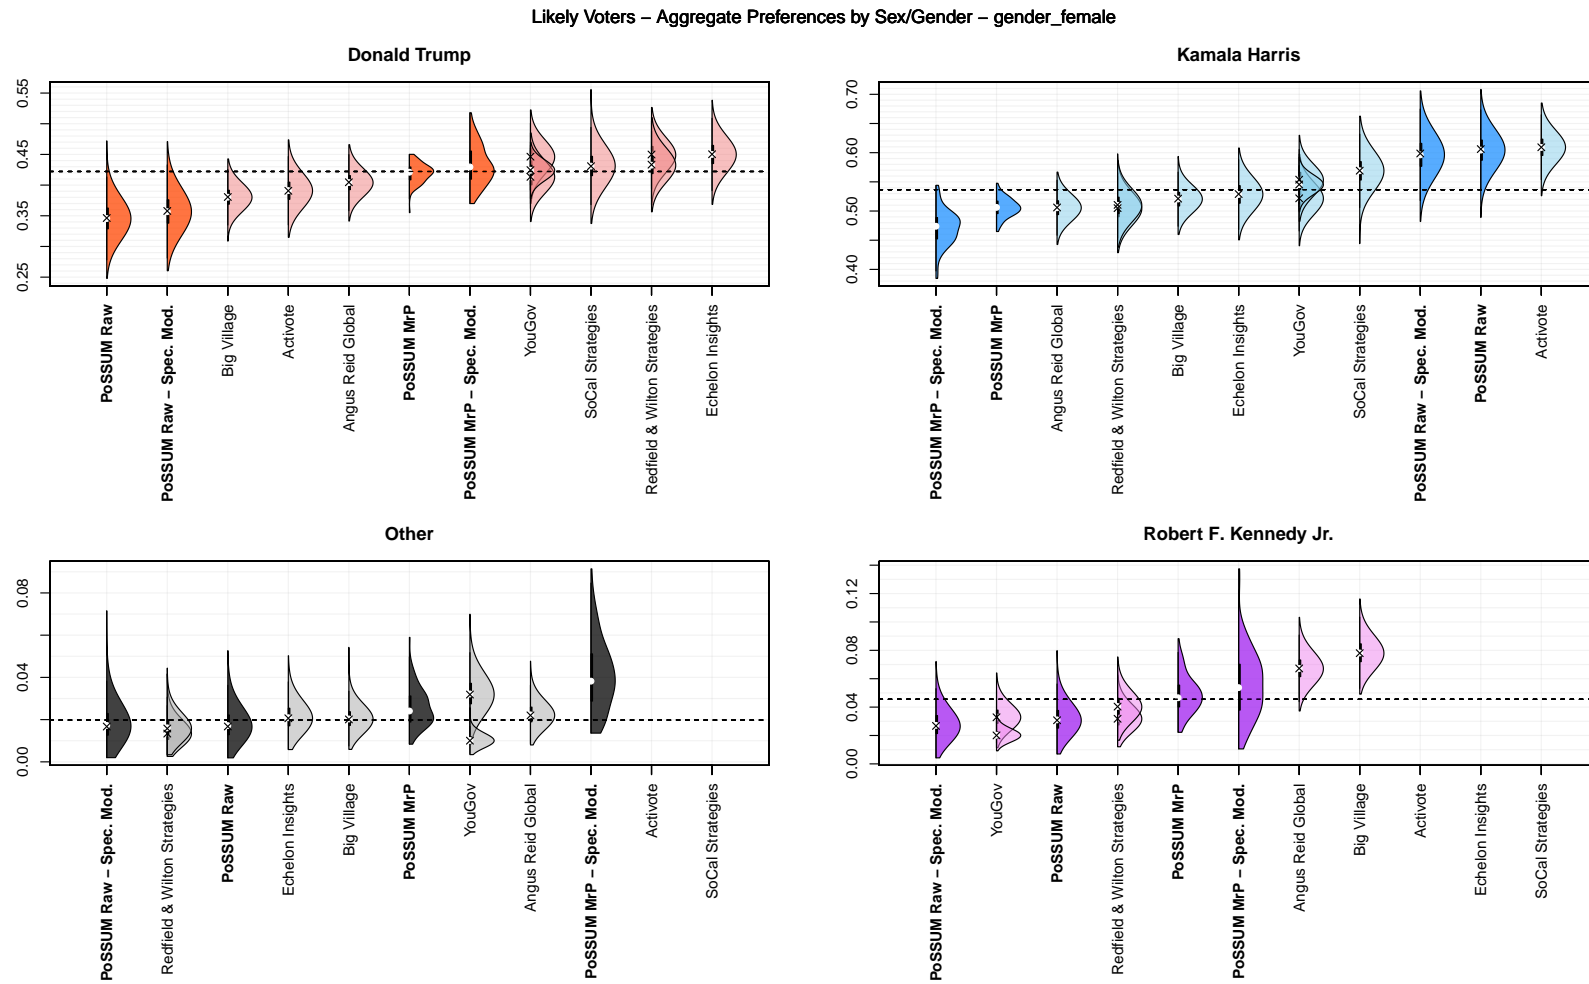 Likely Voters – Aggregate Preferences by Sex/Gender – gender_female
Donald Trump
0.55
0.45
0.35
0.25
PoSSUM Raw
PoSSUM Raw – Spec. Mod.
Big Village
Activote
Angus Reid Global
PoSSUM MrP
PoSSUM MrP – Spec. Mod.
YouGov
SoCal Strategies
Redfield & Wilton Strategies
Echelon Insights
Kamala Harris
0.70
0.60
0.50
0.40
PoSSUM MrP – Spec. Mod.
PoSSUM MrP
Angus Reid Global
Redfield & Wilton Strategies
Big Village
Echelon Insights
YouGov
SoCal Strategies
PoSSUM Raw – Spec. Mod.
PoSSUM Raw
Activote
Other
0.08
0.04
0.00
PoSSUM Raw – Spec. Mod.
Redfield & Wilton Strategies
PoSSUM Raw
Echelon Insights
Big Village
PoSSUM MrP
YouGov
Angus Reid Global
PoSSUM MrP – Spec. Mod.
Activote
SoCal Strategies
Robert F. Kennedy Jr.
0.12
0.08
0.04
0.00
PoSSUM Raw – Spec. Mod.
YouGov
PoSSUM Raw
Redfield & Wilton Strategies
PoSSUM MrP
PoSSUM MrP – Spec. Mod.
Angus Reid Global
Big Village
Activote
Echelon Insights
SoCal Strategies